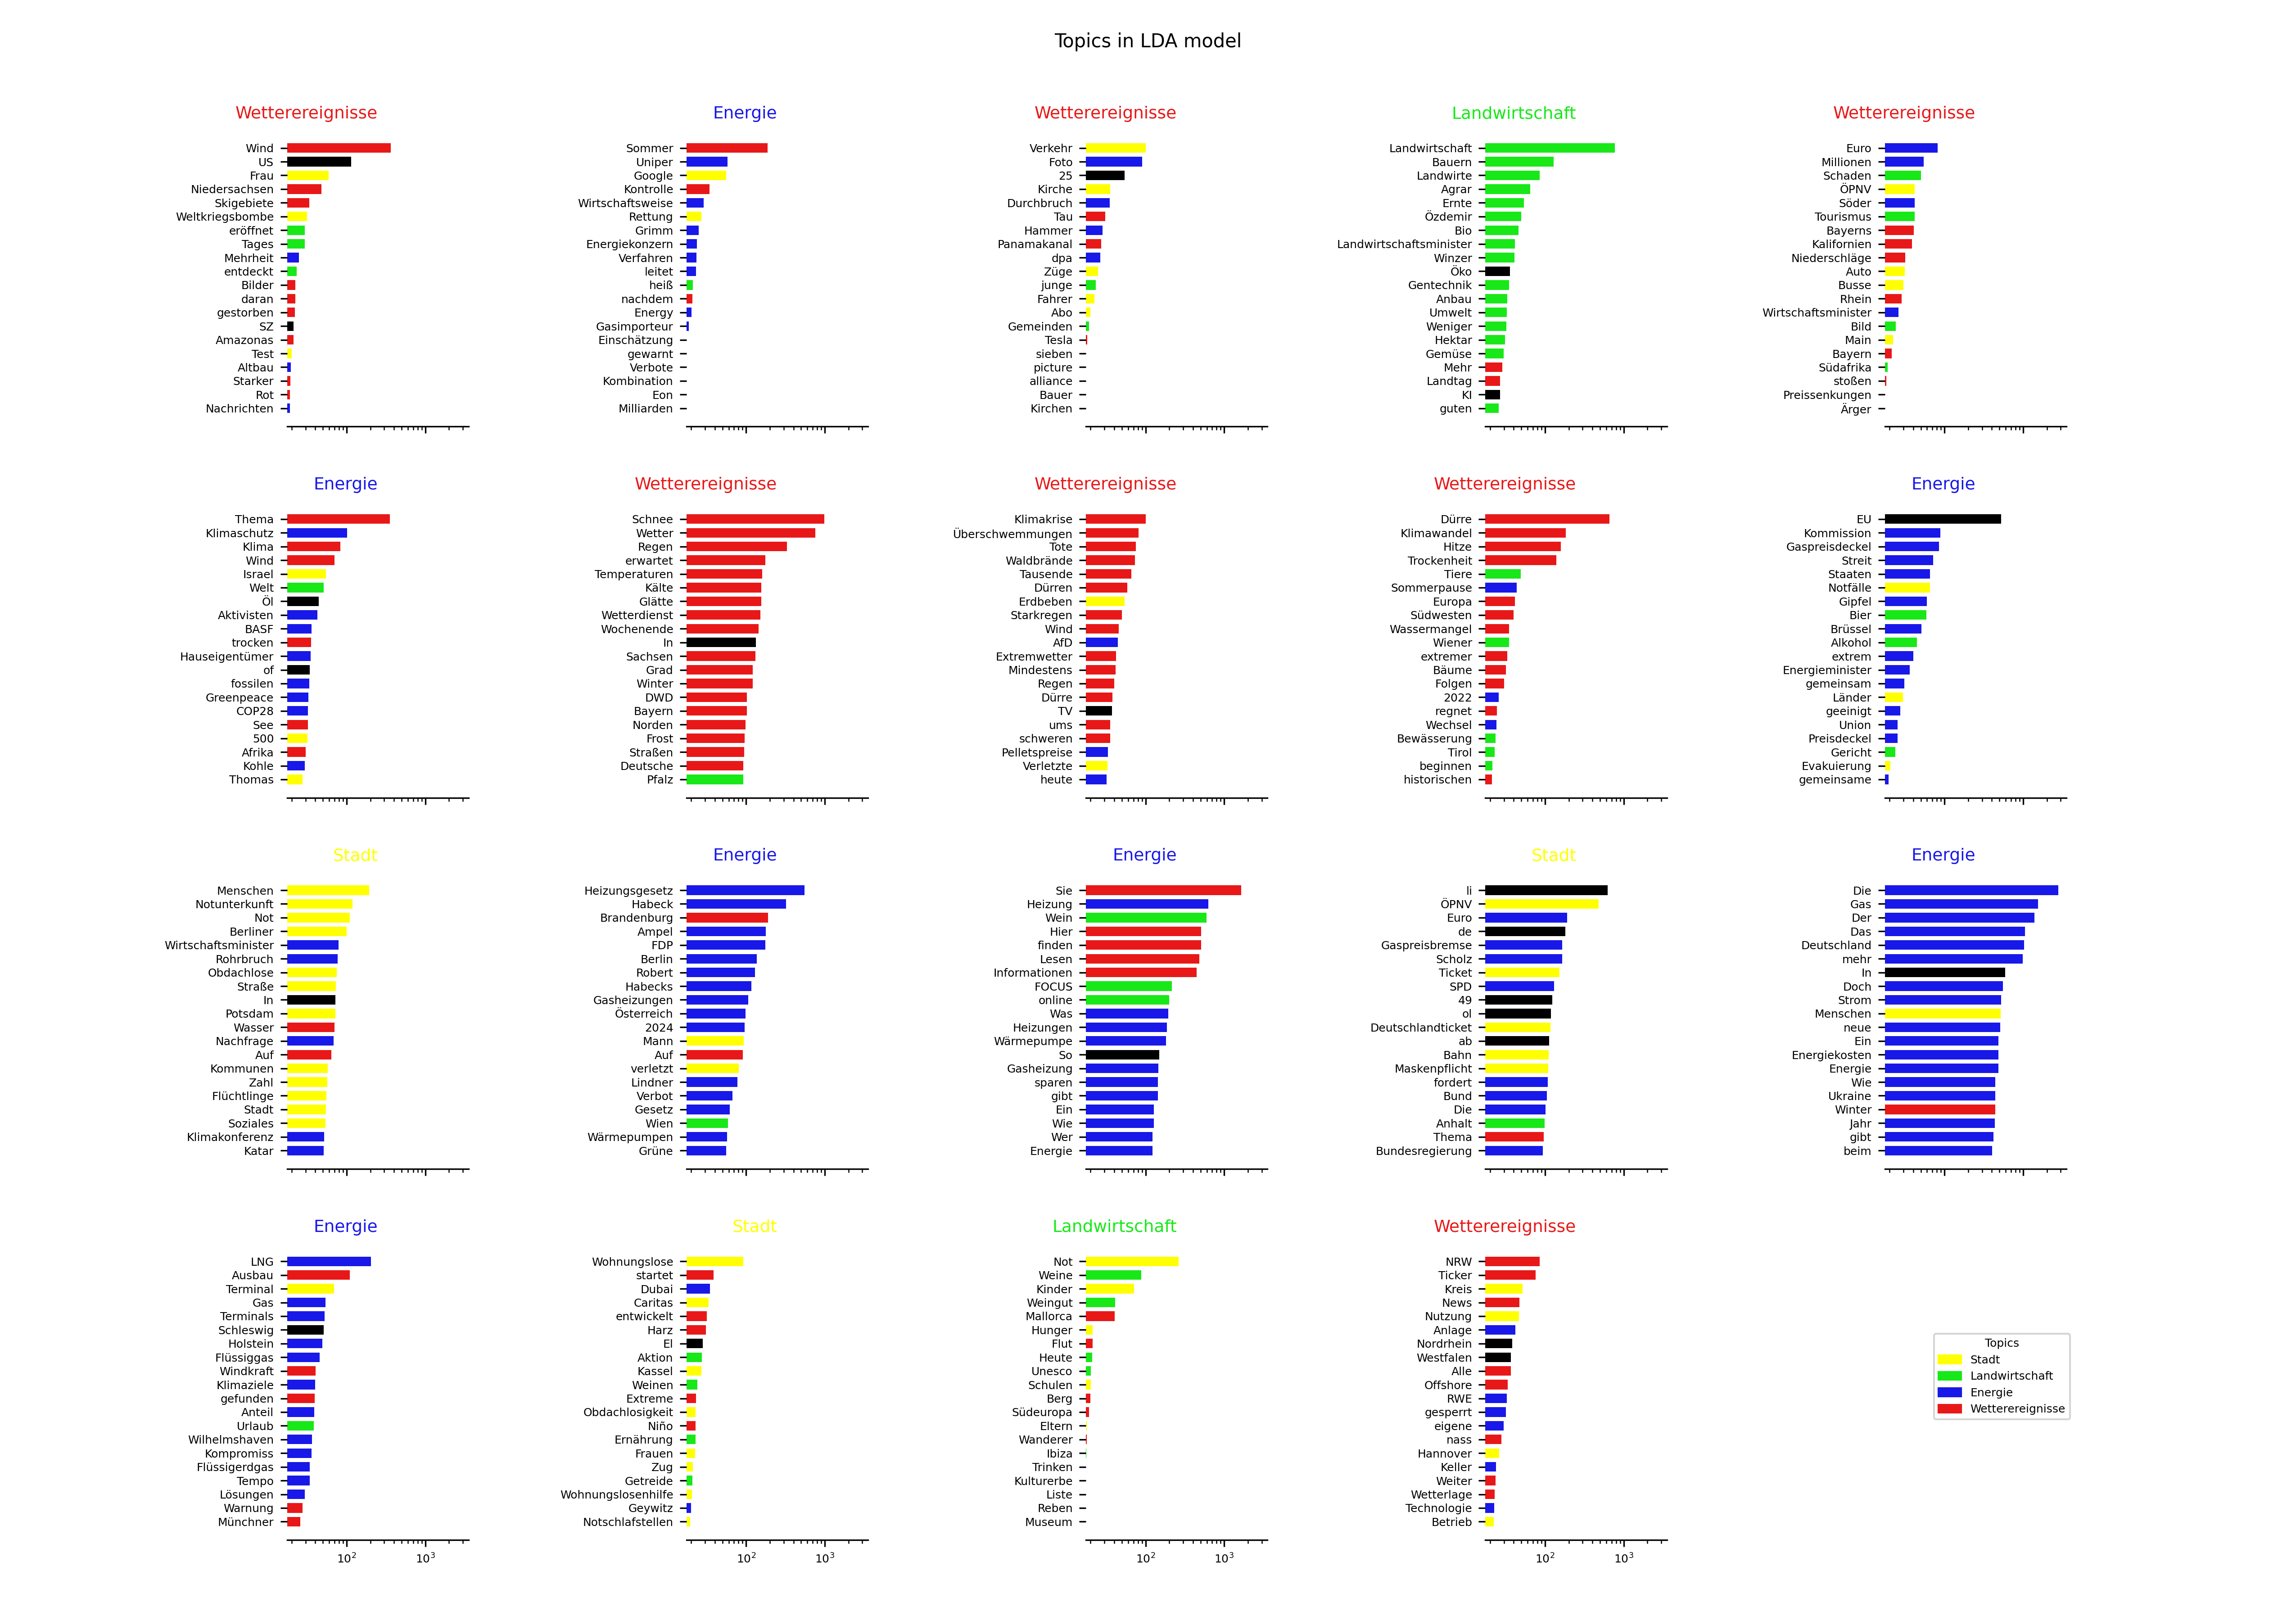 Topics in LDA model
Wetterereignisse
Wind
US
Frau
Niedersachsen
Skigebiete
Weltkriegsbombe
eröffnet
Tages
Mehrheit
entdeckt
Bilder
daran
gestorben
SZ
Amazonas
Test
Altbau
Starker
Rot
Nachrichten
Energie
Sommer
Uniper
Google
Kontrolle
Wirtschaftsweise
Rettung
Grimm
Energiekonzern
Verfahren
leitet
heiß
nachdem
Energy
Gasimporteur
Einschätzung
gewarnt
Verbote
Kombination
Eon
Milliarden
Wetterereignisse
Verkehr
Foto
25
Kirche
Durchbruch
Tau
Hammer
Panamakanal
dpa
Züge
junge
Fahrer
Abo
Gemeinden
Tesla
sieben
picture
alliance
Bauer
Kirchen
Landwirtschaft
Landwirtschaft
Bauern
Landwirte
Agrar
Ernte
Özdemir
Bio
Landwirtschaftsminister
Winzer
Öko
Gentechnik
Anbau
Umwelt
Weniger
Hektar
Gemüse
Mehr
Landtag
KI
guten
Wetterereignisse
Euro
Millionen
Schaden
ÖPNV
Söder
Tourismus
Bayerns
Kalifornien
Niederschläge
Auto
Busse
Rhein
Wirtschaftsminister
Bild
Main
Bayern
Südafrika
stoßen
Preissenkungen
Ärger
Energie
Thema
Klimaschutz
Klima
Wind
Israel
Welt
Öl
Aktivisten
BASF
trocken
Hauseigentümer
of
fossilen
Greenpeace
COP28
See
500
Afrika
Kohle
Thomas
Wetterereignisse
Schnee
Wetter
Regen
erwartet
Temperaturen
Kälte
Glätte
Wetterdienst
Wochenende
In
Sachsen
Grad
Winter
DWD
Bayern
Norden
Frost
Straßen
Deutsche
Pfalz
Wetterereignisse
Klimakrise
Überschwemmungen
Tote
Waldbrände
Tausende
Dürren
Erdbeben
Starkregen
Wind
AfD
Extremwetter
Mindestens
Regen
Dürre
TV
ums
schweren
Pelletspreise
Verletzte
heute
Wetterereignisse
Dürre
Klimawandel
Hitze
Trockenheit
Tiere
Sommerpause
Europa
Südwesten
Wassermangel
Wiener
extremer
Bäume
Folgen
2022
regnet
Wechsel
Bewässerung
Tirol
beginnen
historischen
Energie
EU
Kommission
Gaspreisdeckel
Streit
Staaten
Notfälle
Gipfel
Bier
Brüssel
Alkohol
extrem
Energieminister
gemeinsam
Länder
geeinigt
Union
Preisdeckel
Gericht
Evakuierung
gemeinsame
Stadt
Menschen
Notunterkunft
Not
Berliner
Wirtschaftsminister
Rohrbruch
Obdachlose
Straße
In
Potsdam
Wasser
Nachfrage
Auf
Kommunen
Zahl
Flüchtlinge
Stadt
Soziales
Klimakonferenz
Katar
Energie
Heizungsgesetz
Habeck
Brandenburg
Ampel
FDP
Berlin
Robert
Habecks
Gasheizungen
Österreich
2024
Mann
Auf
verletzt
Lindner
Verbot
Gesetz
Wien
Wärmepumpen
Grüne
Energie
Sie
Heizung
Wein
Hier
finden
Lesen
Informationen
FOCUS
online
Was
Heizungen
Wärmepumpe
So
Gasheizung
sparen
gibt
Ein
Wie
Wer
Energie
Stadt
li
ÖPNV
Euro
de
Gaspreisbremse
Scholz
Ticket
SPD
49
ol
Deutschlandticket
ab
Bahn
Maskenpflicht
fordert
Bund
Die
Anhalt
Thema
Bundesregierung
Energie
Die
Gas
Der
Das
Deutschland
mehr
In
Doch
Strom
Menschen
neue
Ein
Energiekosten
Energie
Wie
Ukraine
Winter
Jahr
gibt
beim
Energie
LNG
Ausbau
Terminal
Gas
Terminals
Schleswig
Holstein
Flüssiggas
Windkraft
Klimaziele
gefunden
Anteil
Urlaub
Wilhelmshaven
Kompromiss
Flüssigerdgas
Tempo
Lösungen
Warnung
Münchner
10² 10³
Stadt
Wohnungslose
startet
Dubai
Caritas
entwickelt
Harz
El
Aktion
Kassel
Weinen
Extreme
Obdachlosigkeit
Niño
Ernährung
Frauen
Zug
Getreide
Wohnungslosenhilfe
Geywitz
Notschlafstellen
10² 10³
Landwirtschaft
Not
Weine
Kinder
Weingut
Mallorca
Hunger
Flut
Heute
Unesco
Schulen
Berg
Südeuropa
Eltern
Wanderer
Ibiza
Trinken
Kulturerbe
Liste
Reben
Museum
10² 10³
Wetterereignisse
NRW
Ticker
Kreis
News
Nutzung
Anlage
Nordrhein
Westfalen
Alle
Offshore
RWE
gesperrt
eigene
nass
Hannover
Keller
Weiter
Wetterlage
Technologie
Betrieb
10² 10³
Topics
Stadt
Landwirtschaft
Energie
Wetterereignisse